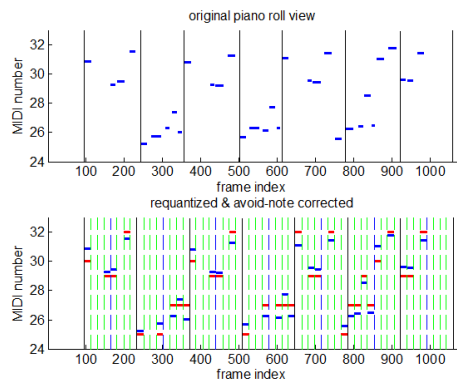 original piano roll view
32
30
28
26
24
MIDI number
100 200 300 400 500 600 700 800 900 1000
frame index
requantized & avoid-note corrected
32
30
28
26
24
MIDI number
100 200 300 400 500 600 700 800 900 1000
frame index